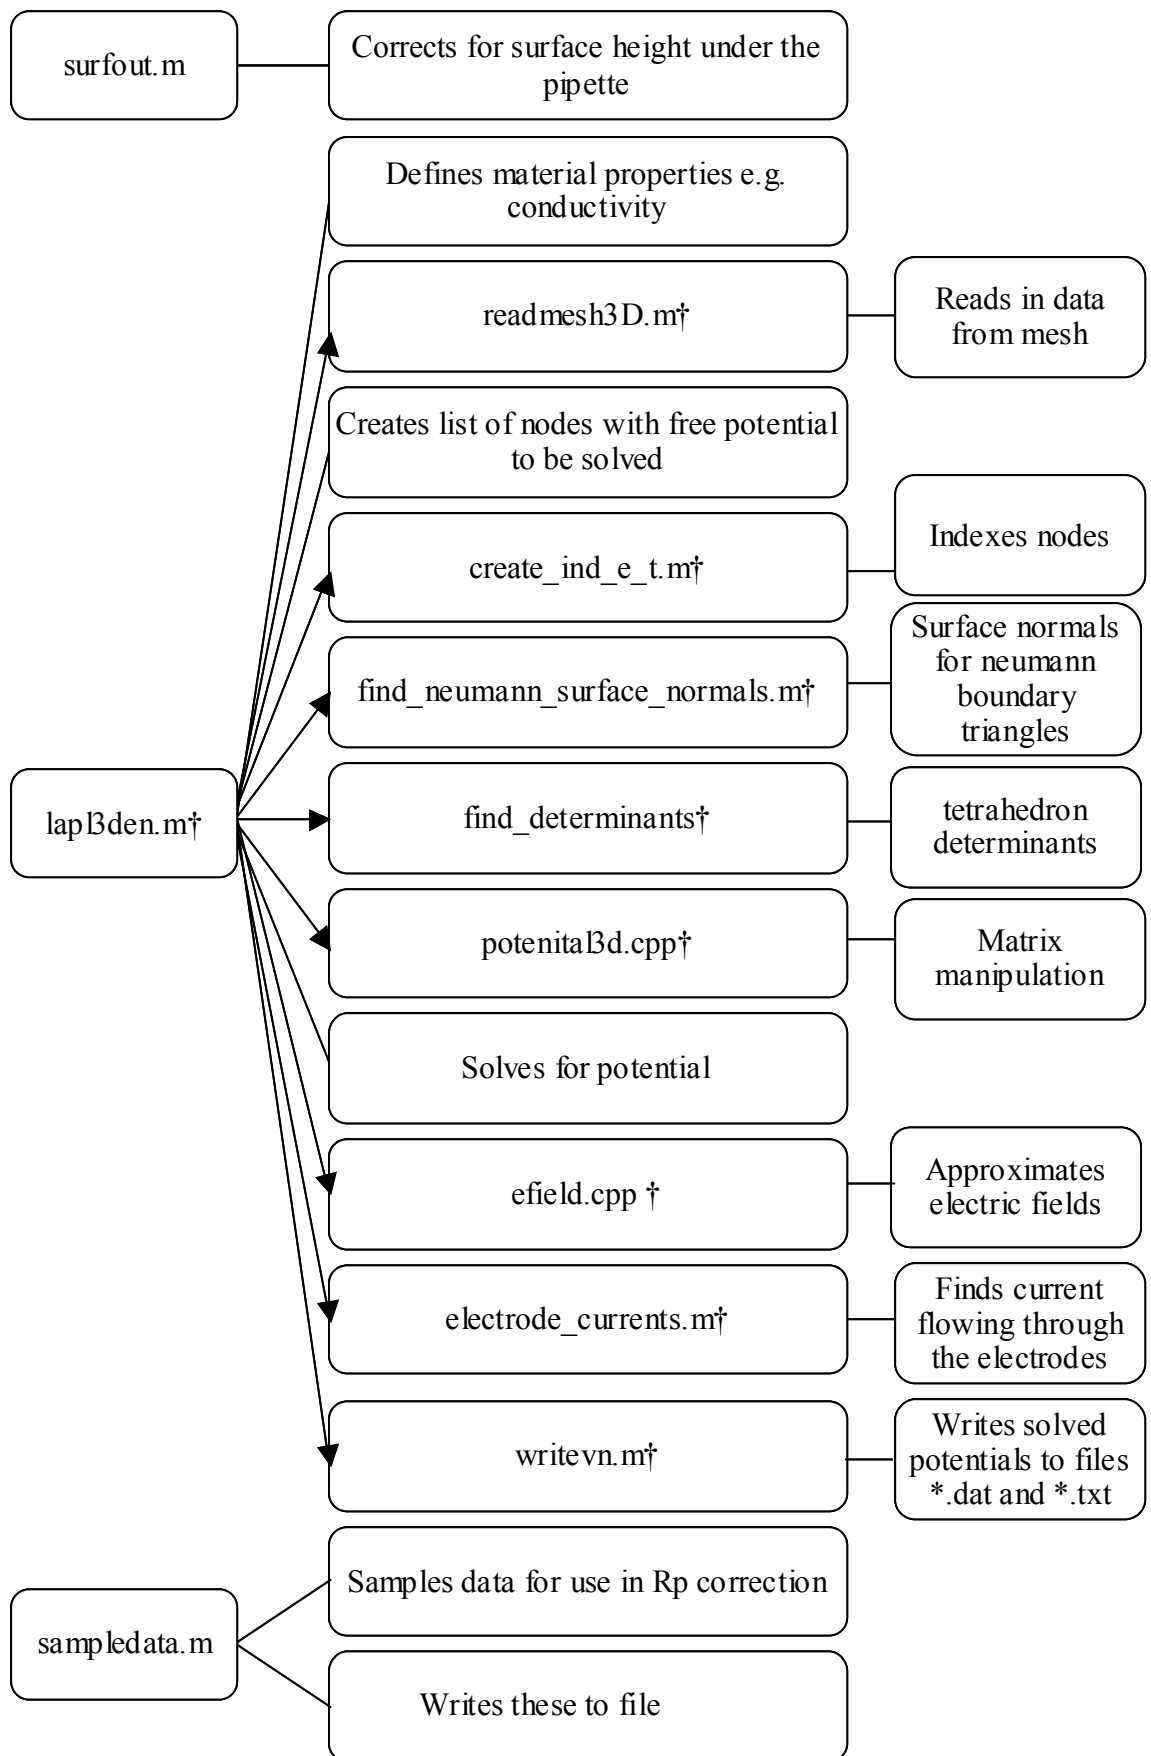 surfout.m
Corrects for surface height under the
pipette
Defines material properties e.g.
conductivity
readmesh3D.m†
Reads in data
from mesh
Creates list of nodes with free potential
to be solved
create_ind_e_t.m†
Indexes nodes
find_neumann_surface_normals.m†
Surface normals
for neumann
boundary
triangles
lapl3den.m†
find_determinants†
tetrahedron
determinants
potenital3d.cpp†
Matrix
manipulation
Solves for potential
efield.cpp †
Approximates
electric fields
electrode_currents.m†
Finds current
flowing through
the electrodes
writevn.m†
Writes solved
potentials to files
*.dat and *.txt
sampledata.m
Samples data for use in Rp correction
Writes these to file